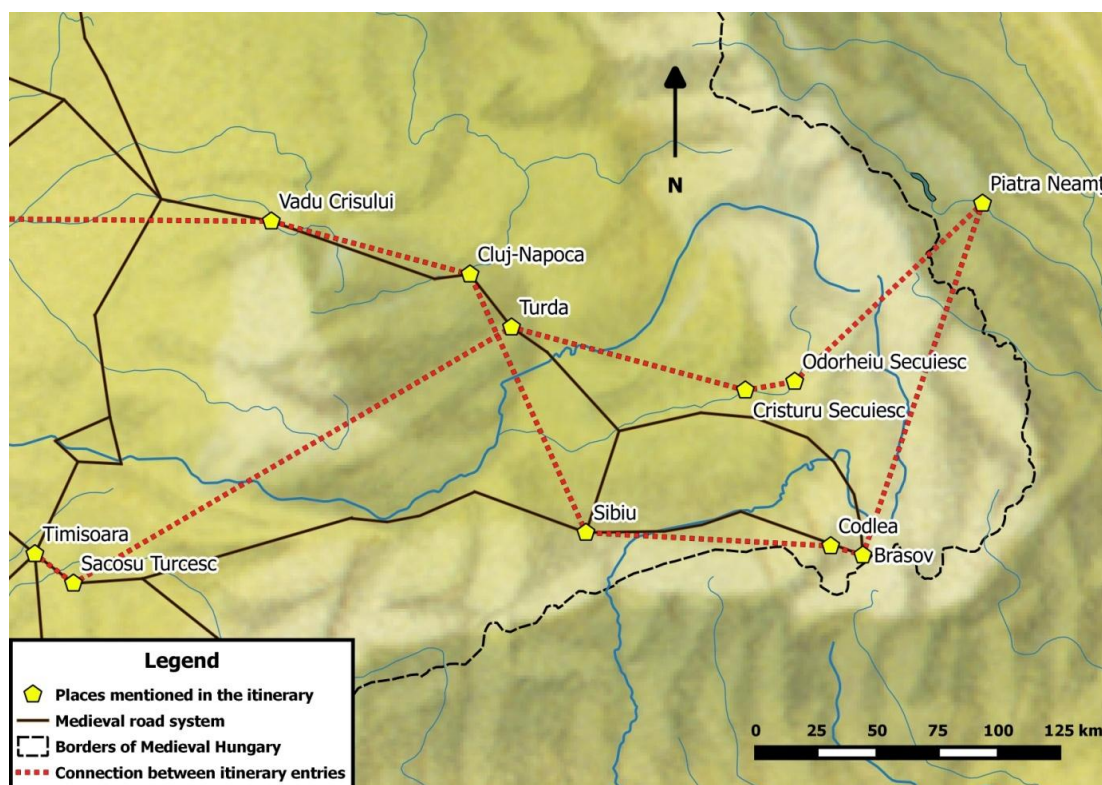 Piatra Neamţ
Vadu Crisului
N
Cluj-Napoca
Turda
Odorheiu Secuiesc
Cristuru Secuiesc
Sibiu
Codlea
Timisoara
Brasov
Sacosu Turcesc
Legend
Places mentioned in the itinerary
Medieval road system
Borders of Medieval Hungary
Connection between itinerary entries
0 25 50 75 100 125 km